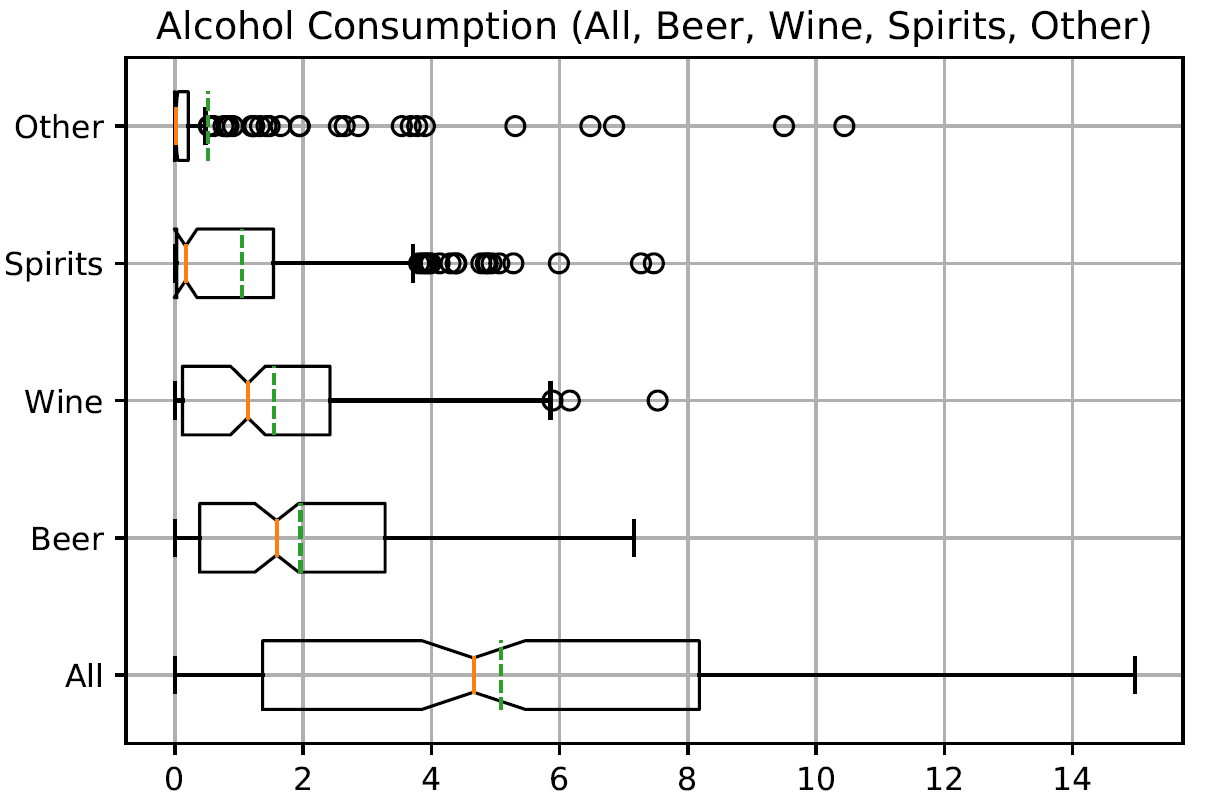 Alcohol Consumption (All, Beer, Wine, Spirits, Other)
Other
Spirits
Wine
Beer
All
0 2 4 6 8 10 12 14